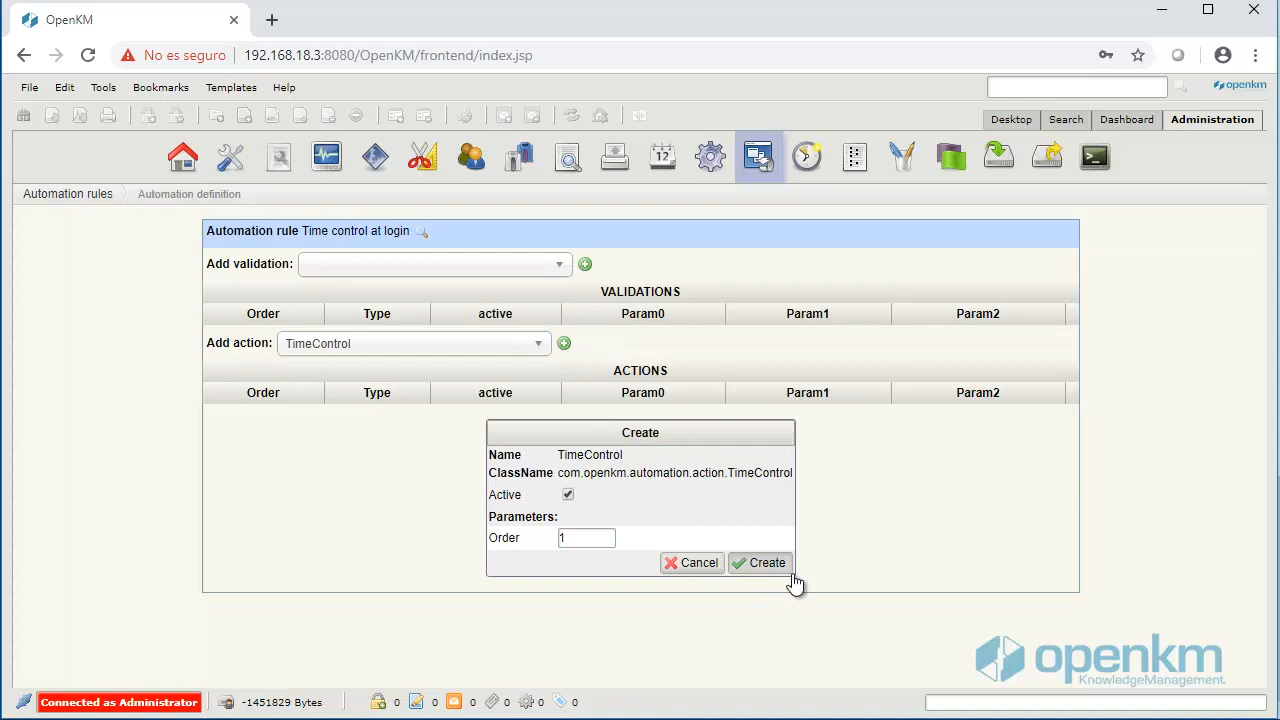 OpenKM
No es seguro 192.168.18.3:8080/OpenKM/frontend/index.jsp
File Edit Tools Bookmarks Templates Help
openkm
Desktop Search Dashboard Administration
12
Automation rules Automation definition
Automation rule Time control at login
Add validation:
VALIDATIONS
Order Type active Param0 Param1 Param2
Add action: TimeControl
ACTIONS
Order Type active Param0 Param1 Param2
Create
Name TimeControl
ClassName com.openkm.automation.action.TimeControl
Active
Parameters:
Order 1
Cancel Create
openkm
KnowledgeManagement.
Connected as Administrator -1451829 Bytes 0 0 0 0 0 0